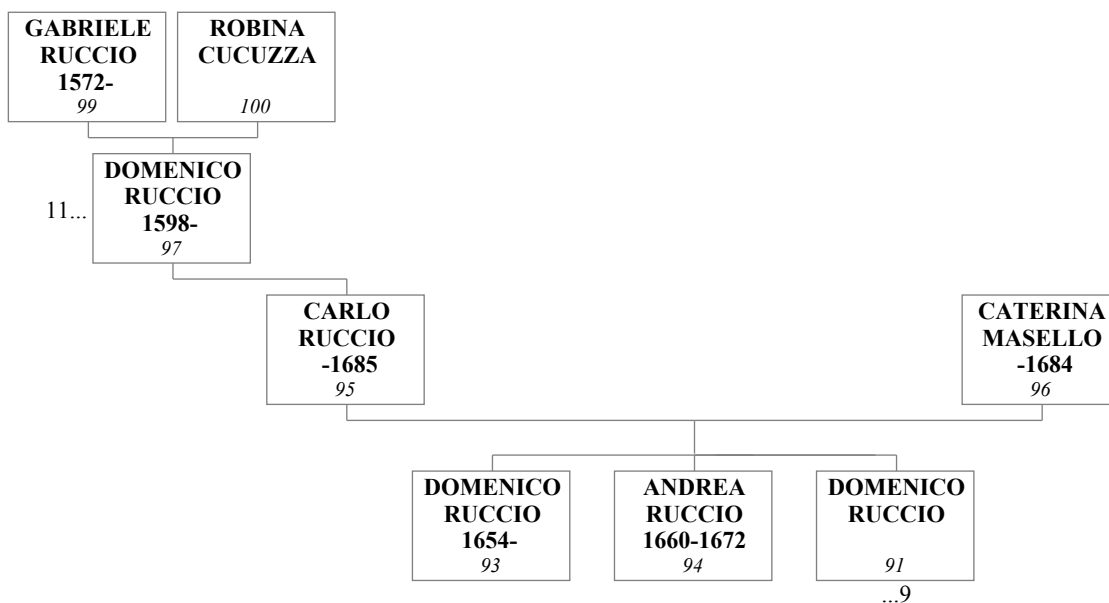 GABRIELE
RUCCIO
1572-
99
ROBINA
CUCUZZA
100
11...
DOMENICO
RUCCIO
1598-
97
CARLO
RUCCIO
-1685
95
CATERINA
MASELLO
-1684
96
DOMENICO
RUCCIO
1654-
93
ANDREA
RUCCIO
1660-1672
94
DOMENICO
RUCCIO
91
...9